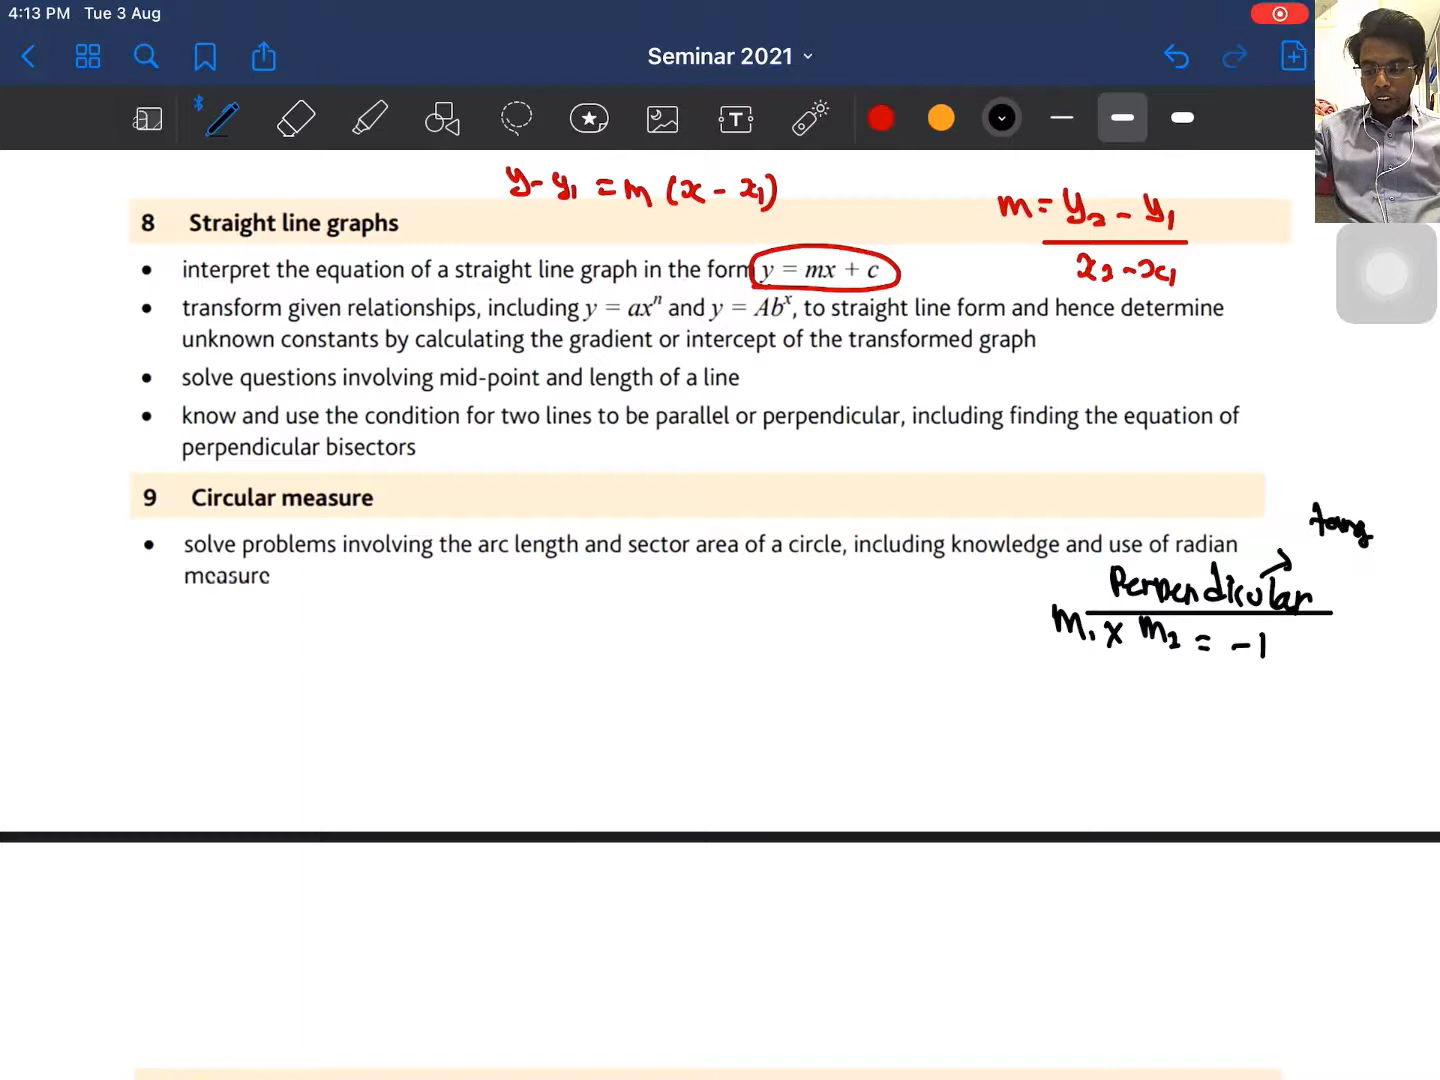 4:13 PM Tue 3 Aug
Seminar 2021
y - y₁ = m (x - x₁)
m = y₂ - y₁
x₂ - x₁
8 Straight line graphs
• interpret the equation of a straight line graph in the form y = mx + c
• transform given relationships, including y = axⁿ and y = Abˣ, to straight line form and hence determine
unknown constants by calculating the gradient or intercept of the transformed graph
• solve questions involving mid-point and length of a line
• know and use the condition for two lines to be parallel or perpendicular, including finding the equation of
perpendicular bisectors
9 Circular measure
• solve problems involving the arc length and sector area of a circle, including knowledge and use of radian
measure
tang
Perpendicular
m₁ x m₂ = -1